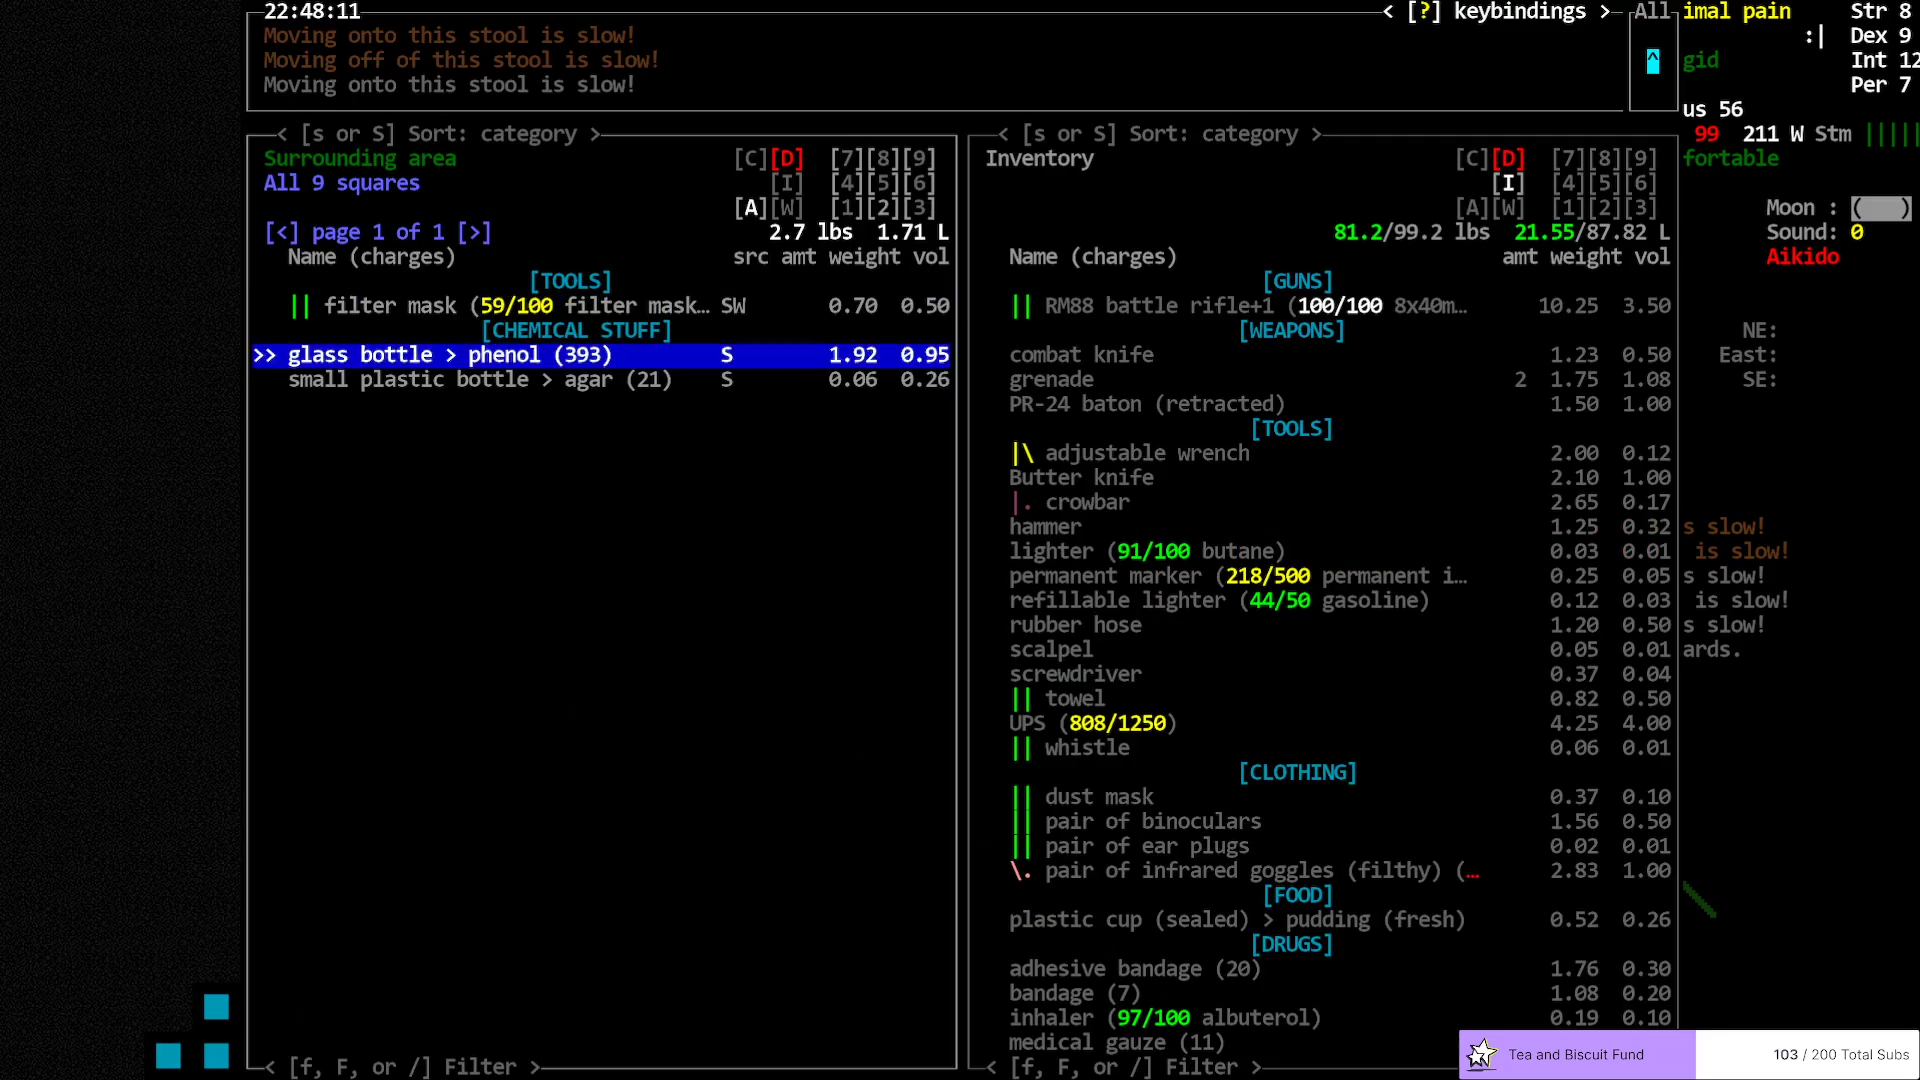 22:48:11
< [?] keybindings >
All
imal pain
Str 8
Moving onto this stool is slow!
:|
Dex 9
Moving off of this stool is slow!
^
gid
Int 12
Moving onto this stool is slow!
Per 7
us 56
< [s or S] Sort: category >
< [s or S] Sort: category >
99 211 W Stm |||||
Surrounding area
[C][D] [7][8][9]
Inventory
[C][D] [7][8][9]
fortable
All 9 squares
[I] [4][5][6]
[I] [4][5][6]
[A][W] [1][2][3]
[A][W] [1][2][3]
Moon : ( )
[<] page 1 of 1 [>]
2.7 lbs 1.71 L
81.2/99.2 lbs 21.55/87.82 L
Sound: 0
Name (charges) src amt weight vol
Name (charges) amt weight vol
Aikido
[TOOLS]
[GUNS]
|| filter mask (59/100 filter mask… SW 0.70 0.50
|| RM88 battle rifle+1 (100/100 8x40m… 10.25 3.50
[CHEMICAL STUFF]
[WEAPONS]
NE:
>> glass bottle > phenol (393) S 1.92 0.95
combat knife 1.23 0.50
East:
small plastic bottle > agar (21) S 0.06 0.26
grenade 2 1.75 1.08
SE:
PR-24 baton (retracted) 1.50 1.00
[TOOLS]
|\ adjustable wrench 2.00 0.12
Butter knife 2.10 1.00
|. crowbar 2.65 0.17
hammer 1.25 0.32
s slow!
lighter (91/100 butane) 0.03 0.01
is slow!
permanent marker (218/500 permanent i… 0.25 0.05
s slow!
refillable lighter (44/50 gasoline) 0.12 0.03
is slow!
rubber hose 1.20 0.50
s slow!
scalpel 0.05 0.01
ards.
screwdriver 0.37 0.04
|| towel 0.82 0.50
UPS (808/1250) 4.25 4.00
|| whistle 0.06 0.01
[CLOTHING]
|| dust mask 0.37 0.10
|| pair of binoculars 1.56 0.50
|| pair of ear plugs 0.02 0.01
\. pair of infrared goggles (filthy) (… 2.83 1.00
[FOOD]
plastic cup (sealed) > pudding (fresh) 0.52 0.26
[DRUGS]
adhesive bandage (20) 1.76 0.30
bandage (7) 1.08 0.20
inhaler (97/100 albuterol) 0.19 0.10
medical gauze (11)
< [f, F, or /] Filter >
< [f, F, or /] Filter >
Tea and Biscuit Fund
103 / 200 Total Subs